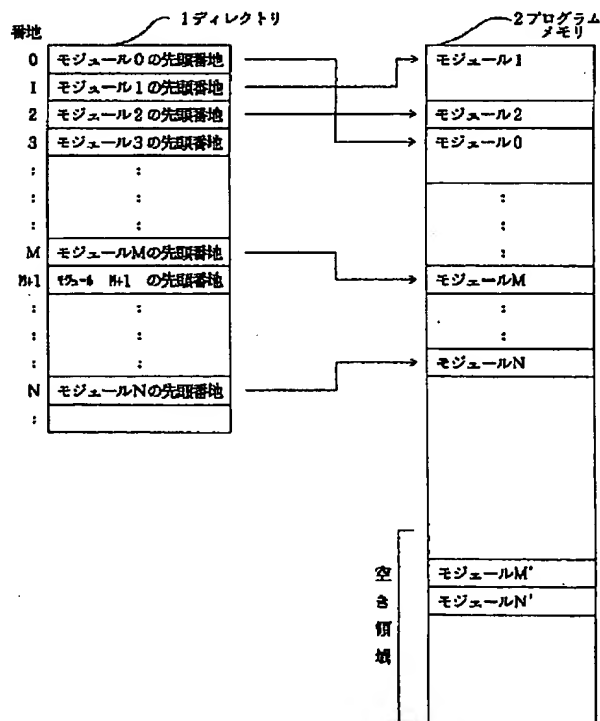 1ディレクトリ
番地
0 モジュール0の先頭番地
1 モジュール1の先頭番地
2 モジュール2の先頭番地
3 モジュール3の先頭番地
: :
: :
: :
M モジュールMの先頭番地
M+1 モジュール M+1 の先頭番地
: :
: :
: :
N モジュールNの先頭番地
:
2プログラム
メモリ
モジュール1
モジュール2
モジュール0
:
:
:
モジュールM
:
:
モジュールN
空き領域
モジュールM'
モジュールN'